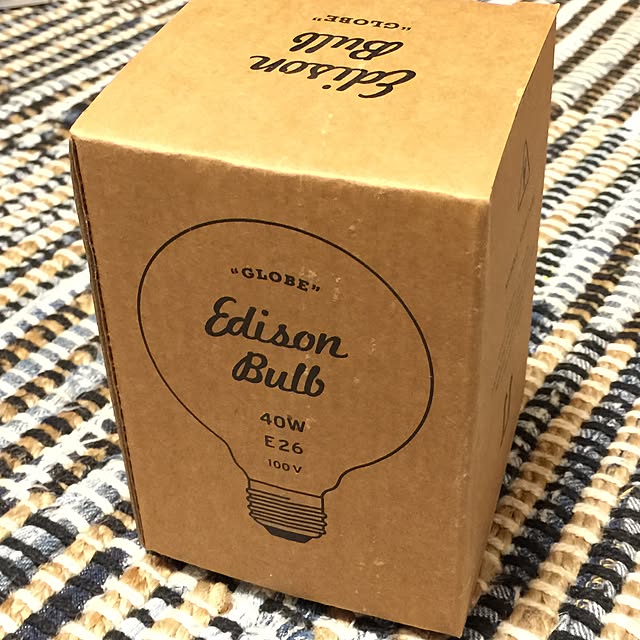 "GLOBE"
Edison
Bulb
"GLOBE"
Edison
Bulb
40W
E26
100V